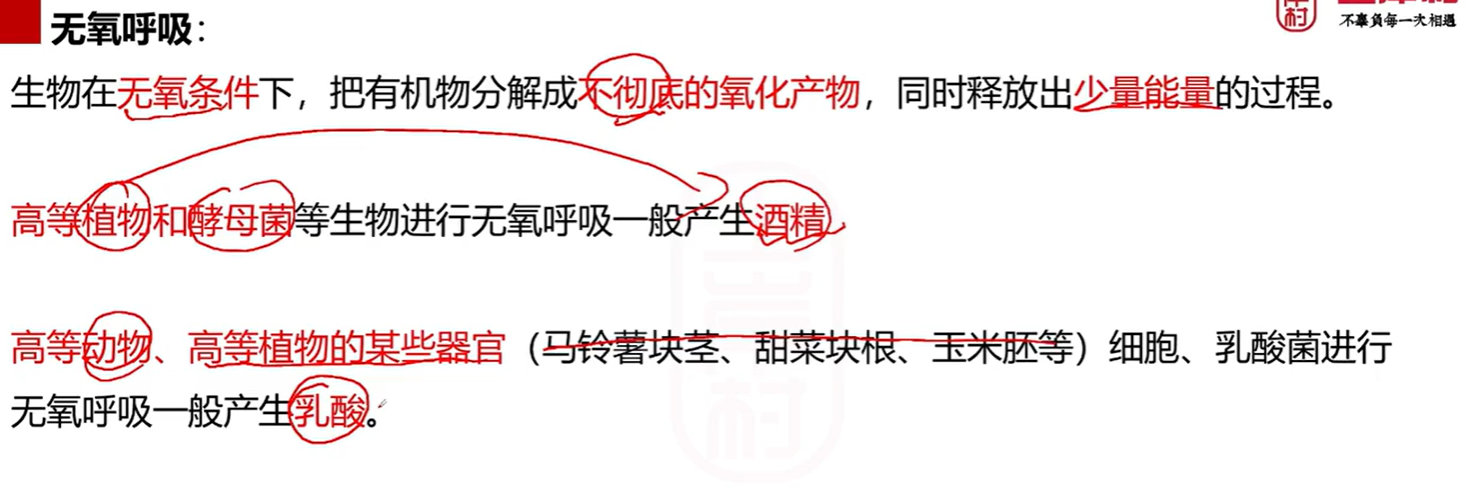 不辜負每一次相遇
无氧呼吸：
生物在无氧条件下，把有机物分解成不彻底的氧化产物，同时释放出少量能量的过程。
高等植物和酵母菌等生物进行无氧呼吸一般产生酒精
高等动物、高等植物的某些器官（马铃薯块茎、甜菜块根、玉米胚等）细胞、乳酸菌进行
无氧呼吸一般产生乳酸。